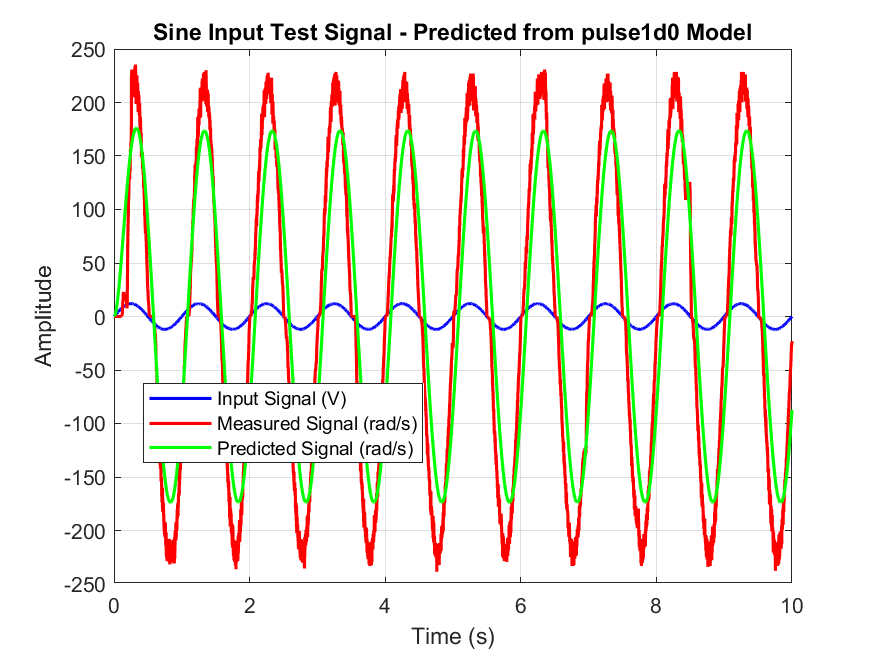 Sine Input Test Signal - Predicted from pulse1d0 Model
250
200
150
100
50
0
-50
-100
-150
-200
-250
Amplitude
Input Signal (V)
Measured Signal (rad/s)
Predicted Signal (rad/s)
0 2 4 6 8 10
Time (s)